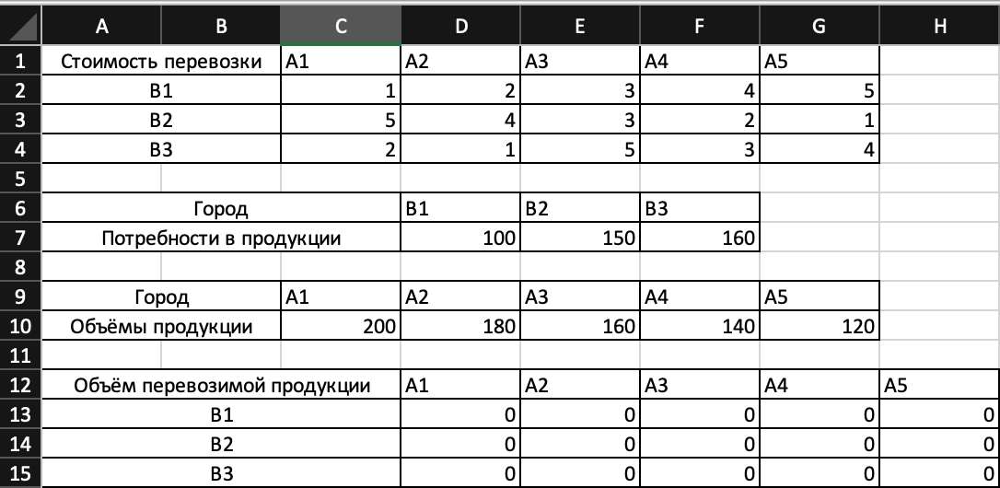 A B C D E F G H
1 Стоимость перевозки A1 A2 A3 A4 A5
2 B1 1 2 3 4 5
3 B2 5 4 3 2 1
4 B3 2 1 5 3 4
5
6 Город B1 B2 B3
7 Потребности в продукции 100 150 160
8
9 Город A1 A2 A3 A4 A5
10 Объёмы продукции 200 180 160 140 120
11
12 Объём перевозимой продукции A1 A2 A3 A4 A5
13 B1 0 0 0 0 0
14 B2 0 0 0 0 0
15 B3 0 0 0 0 0